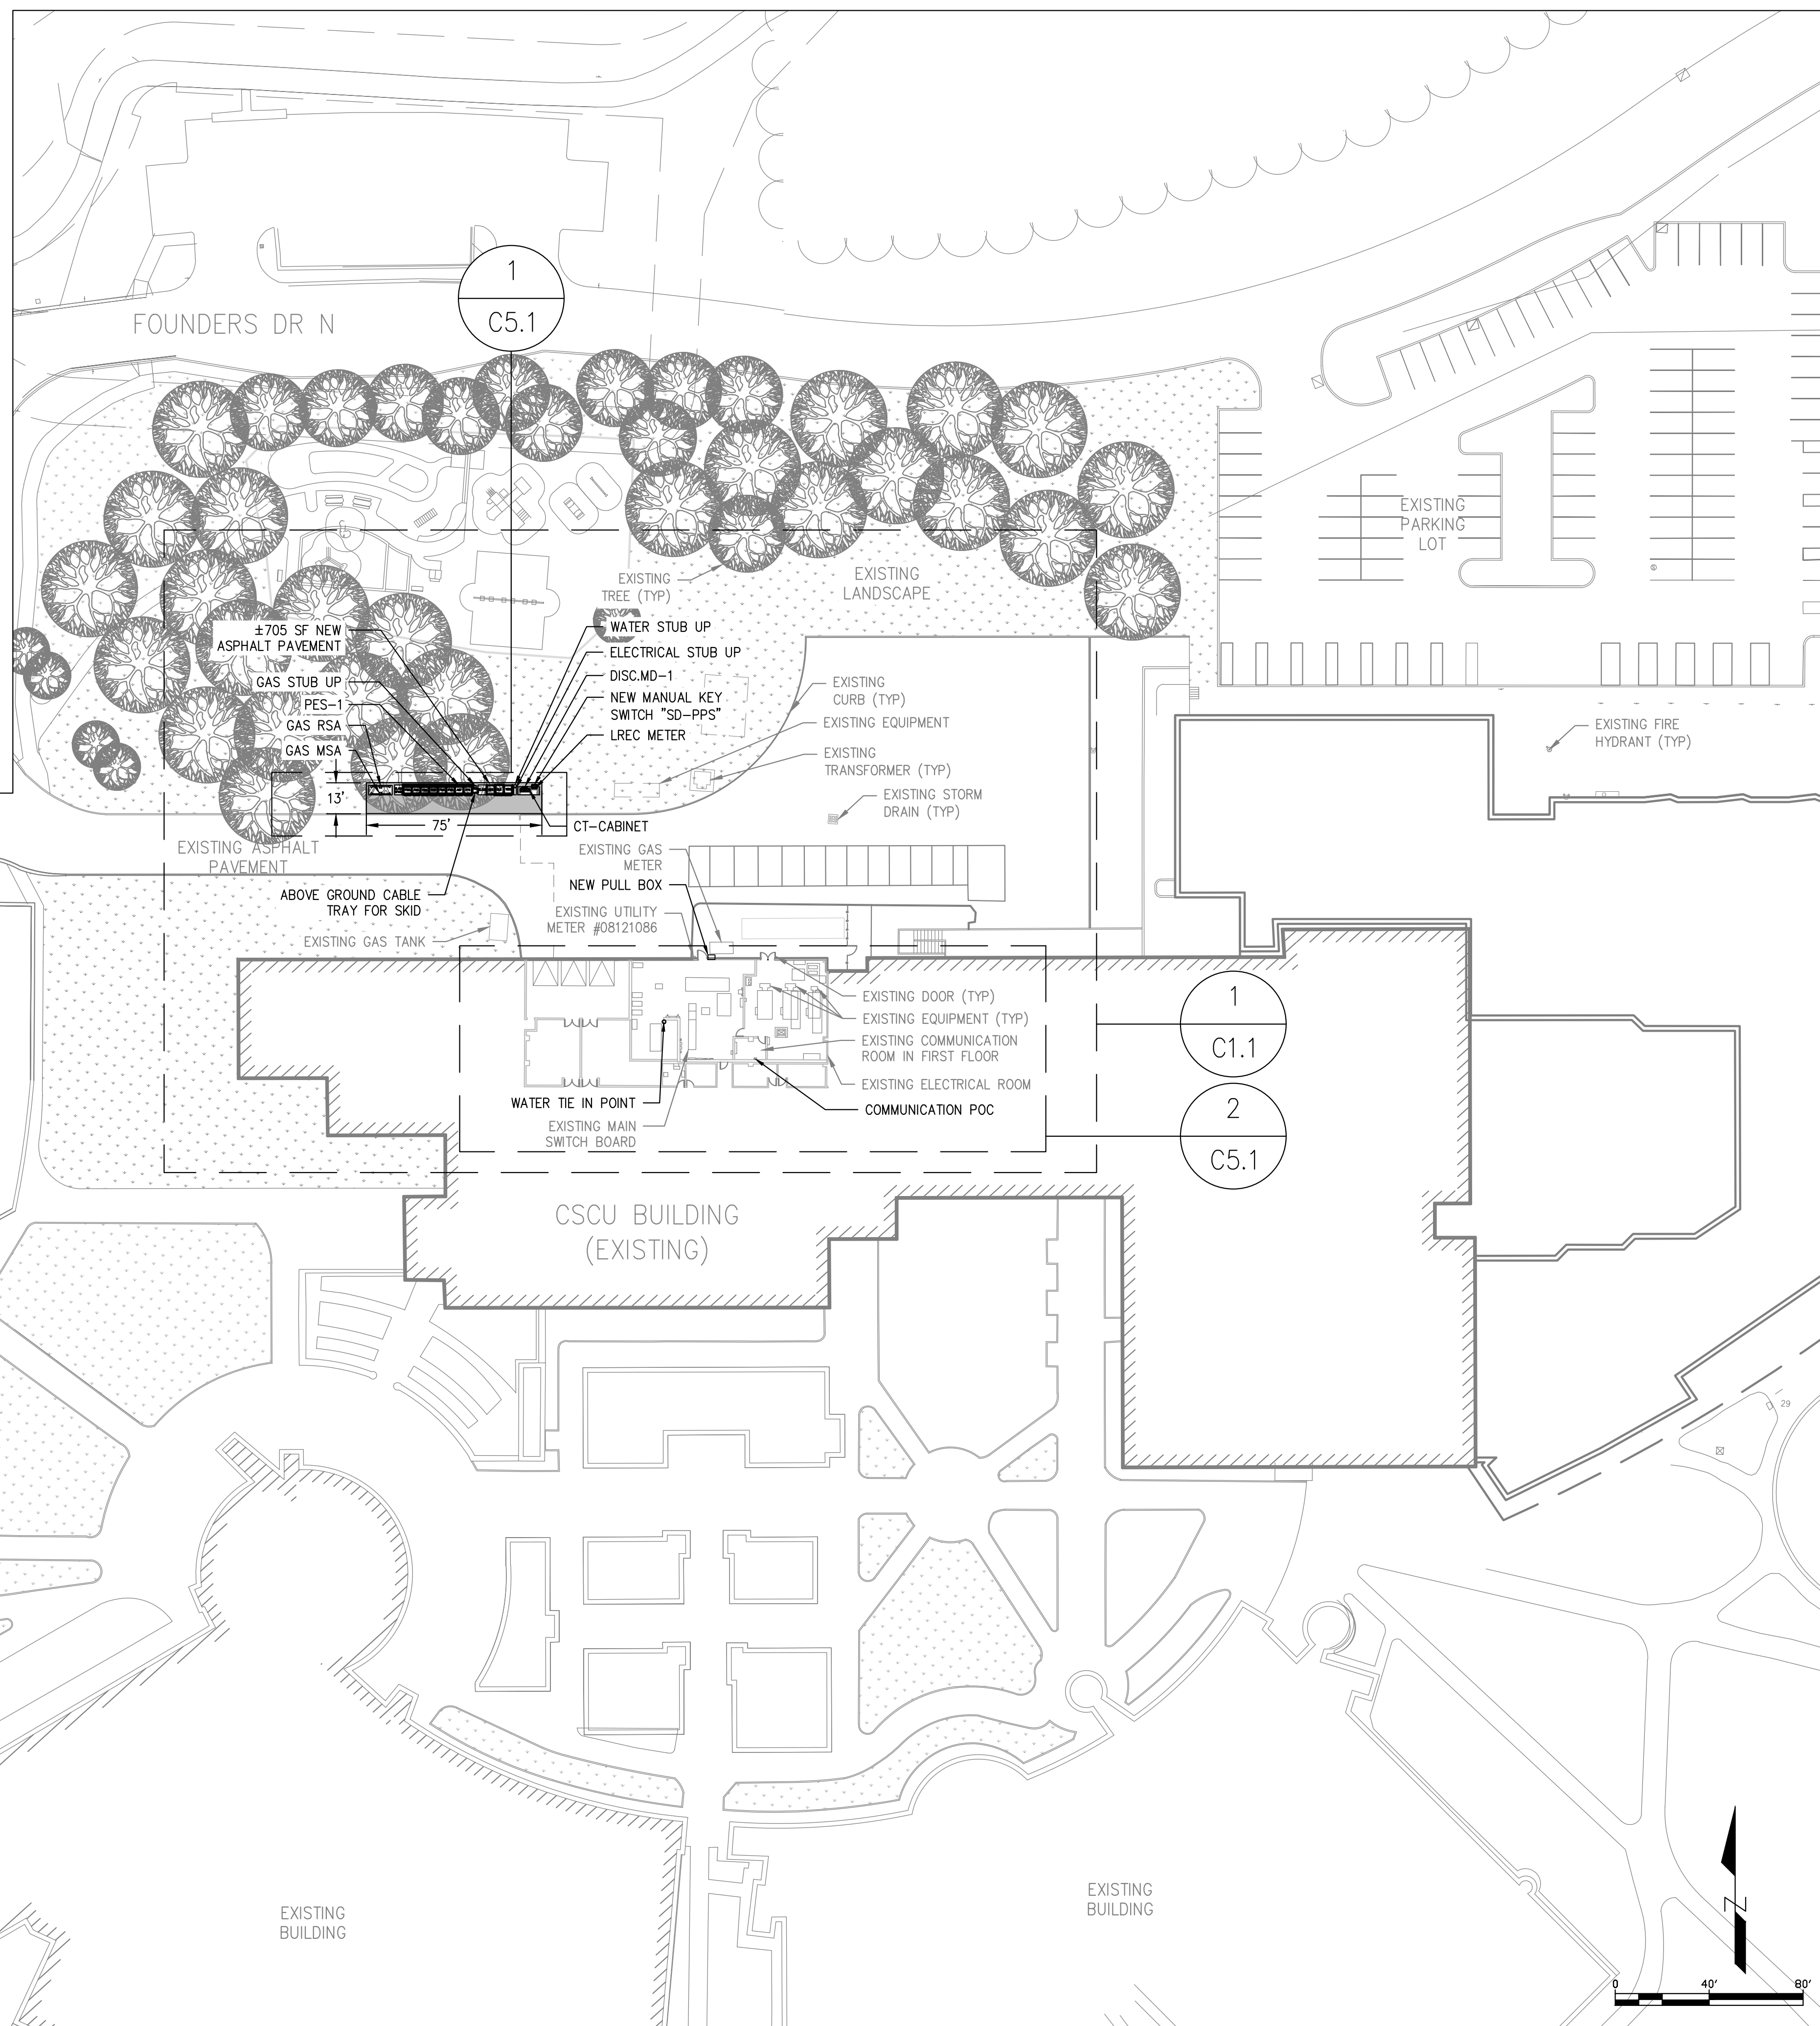 1
C5.1
FOUNDERS DR N
EXISTING
PARKING
LOT
EXISTING
TREE (TYP)
EXISTING
LANDSCAPE
±705 SF NEW
ASPHALT PAVEMENT
GAS STUB UP
PES-1
GAS RSA
GAS MSA
WATER STUB UP
ELECTRICAL STUB UP
DISC.MD-1
NEW MANUAL KEY
SWITCH "SD-PPS"
LREC METER
EXISTING
CURB (TYP)
EXISTING EQUIPMENT
EXISTING
TRANSFORMER (TYP)
EXISTING STORM
DRAIN (TYP)
EXISTING FIRE
HYDRANT (TYP)
13'
75'
CT-CABINET
EXISTING ASPHALT
PAVEMENT
EXISTING GAS
METER
NEW PULL BOX
ABOVE GROUND CABLE
TRAY FOR SKID
EXISTING UTILITY
METER #08121086
EXISTING GAS TANK
EXISTING DOOR (TYP)
EXISTING EQUIPMENT (TYP)
EXISTING COMMUNICATION
ROOM IN FIRST FLOOR
EXISTING ELECTRICAL ROOM
COMMUNICATION POC
WATER TIE IN POINT
EXISTING MAIN
SWITCH BOARD
1
C1.1
2
C5.1
CSCU BUILDING
(EXISTING)
29
EXISTING
BUILDING
EXISTING
BUILDING
N
0 40' 80'